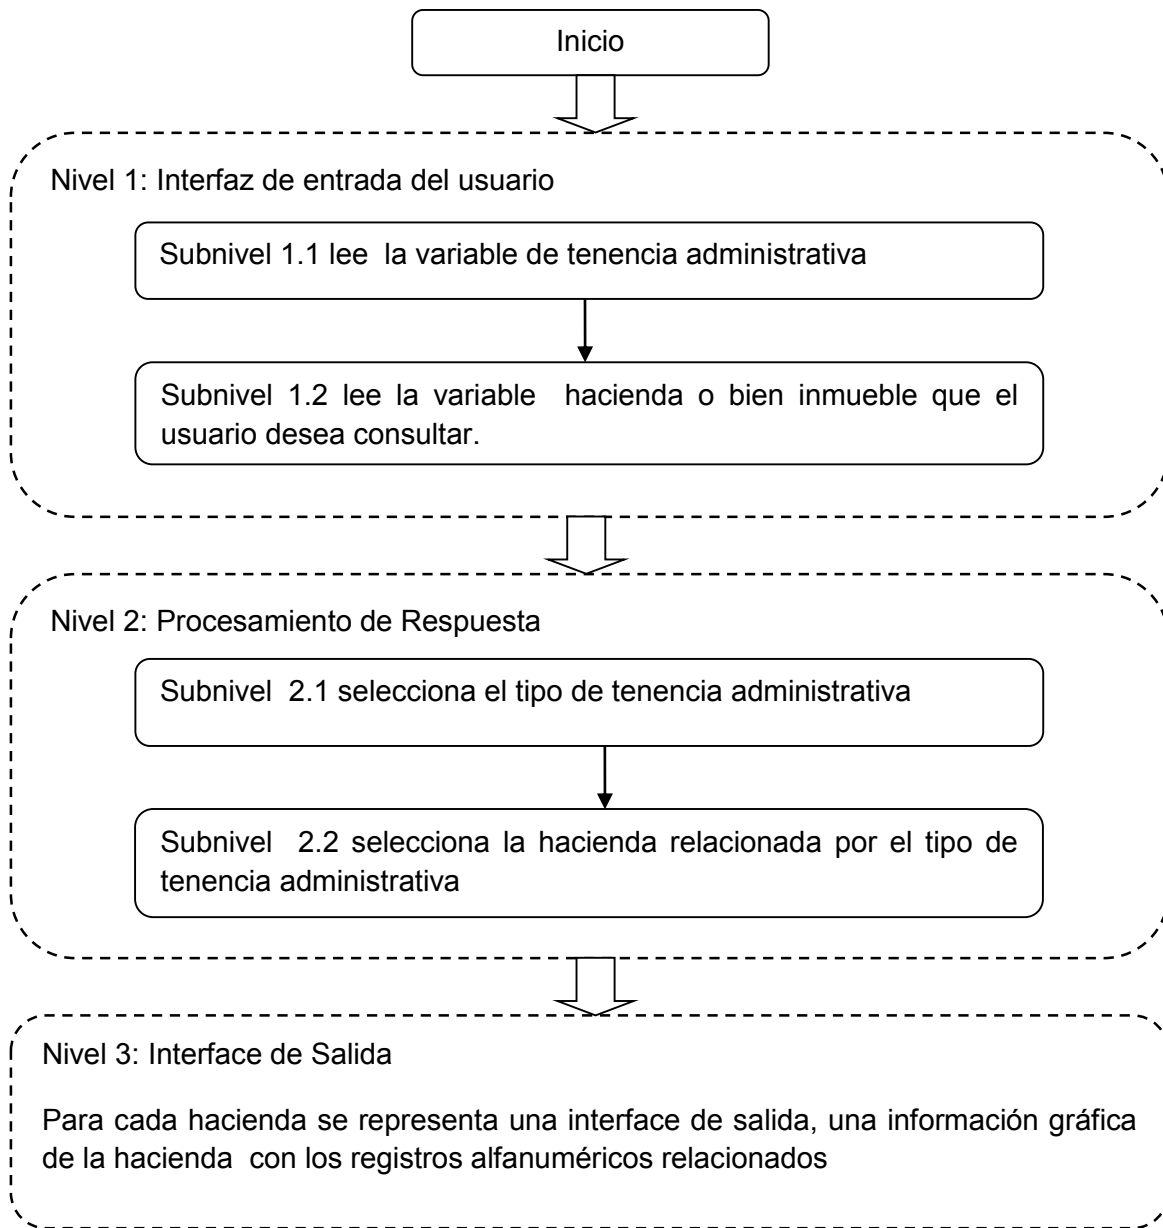 Inicio
Nivel 1: Interfaz de entrada del usuario
Subnivel 1.1 lee  la variable de tenencia administrativa
Subnivel 1.2 lee la variable  hacienda o bien inmueble que el
usuario desea consultar.
Nivel 2: Procesamiento de Respuesta
Subnivel  2.1 selecciona el tipo de tenencia administrativa
Subnivel  2.2 selecciona la hacienda relacionada por el tipo de
tenencia administrativa
Nivel 3: Interface de Salida
Para cada hacienda se representa una interface de salida, una información gráfica
de la hacienda  con los registros alfanuméricos relacionados